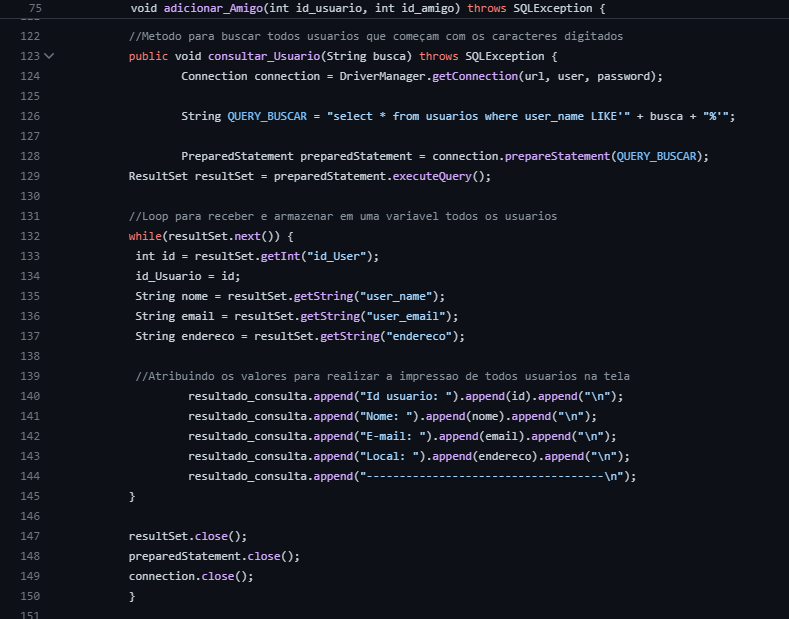 75 void adicionar_Amigo(int id_usuario, int id_amigo) throws SQLException {
122 //Metodo para buscar todos usuarios que começam com os caracteres digitados
123 public void consultar_Usuario(String busca) throws SQLException {
124 Connection connection = DriverManager.getConnection(url, user, password);
125
126 String QUERY_BUSCAR = "select * from usuarios where user_name LIKE'" + busca + "%'";
127
128 PreparedStatement preparedStatement = connection.prepareStatement(QUERY_BUSCAR);
129 ResultSet resultSet = preparedStatement.executeQuery();
130
131 //Loop para receber e armazenar em uma variavel todos os usuarios
132 while(resultSet.next()) {
133 int id = resultSet.getInt("id_User");
134 id_Usuario = id;
135 String nome = resultSet.getString("user_name");
136 String email = resultSet.getString("user_email");
137 String endereco = resultSet.getString("endereco");
138
139 //Atribuindo os valores para realizar a impressao de todos usuarios na tela
140 resultado_consulta.append("Id usuario: ").append(id).append("\n");
141 resultado_consulta.append("Nome: ").append(nome).append("\n");
142 resultado_consulta.append("E-mail: ").append(email).append("\n");
143 resultado_consulta.append("Local: ").append(endereco).append("\n");
144 resultado_consulta.append("------------------------------------\n");
145 }
146
147 resultSet.close();
148 preparedStatement.close();
149 connection.close();
150 }
151